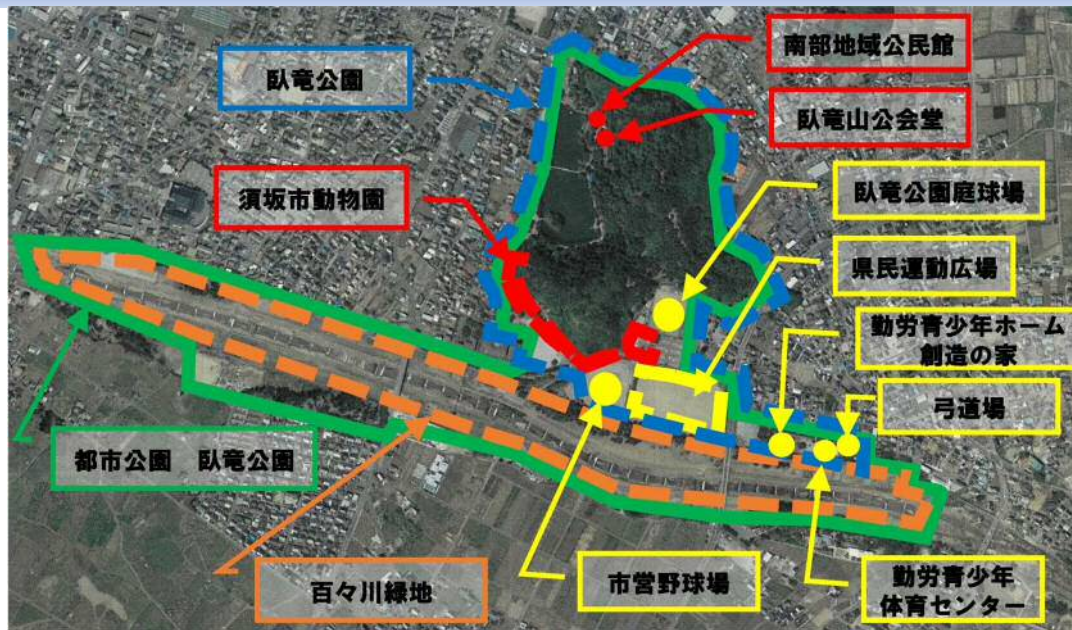 臥竜公園
南部地域公民館
臥竜山公会堂
須坂市動物園
臥竜公園庭球場
県民運動広場
勤労青少年ホーム
創造の家
弓道場
都市公園 臥竜公園
百々川緑地
市営野球場
勤労青少年
体育センター